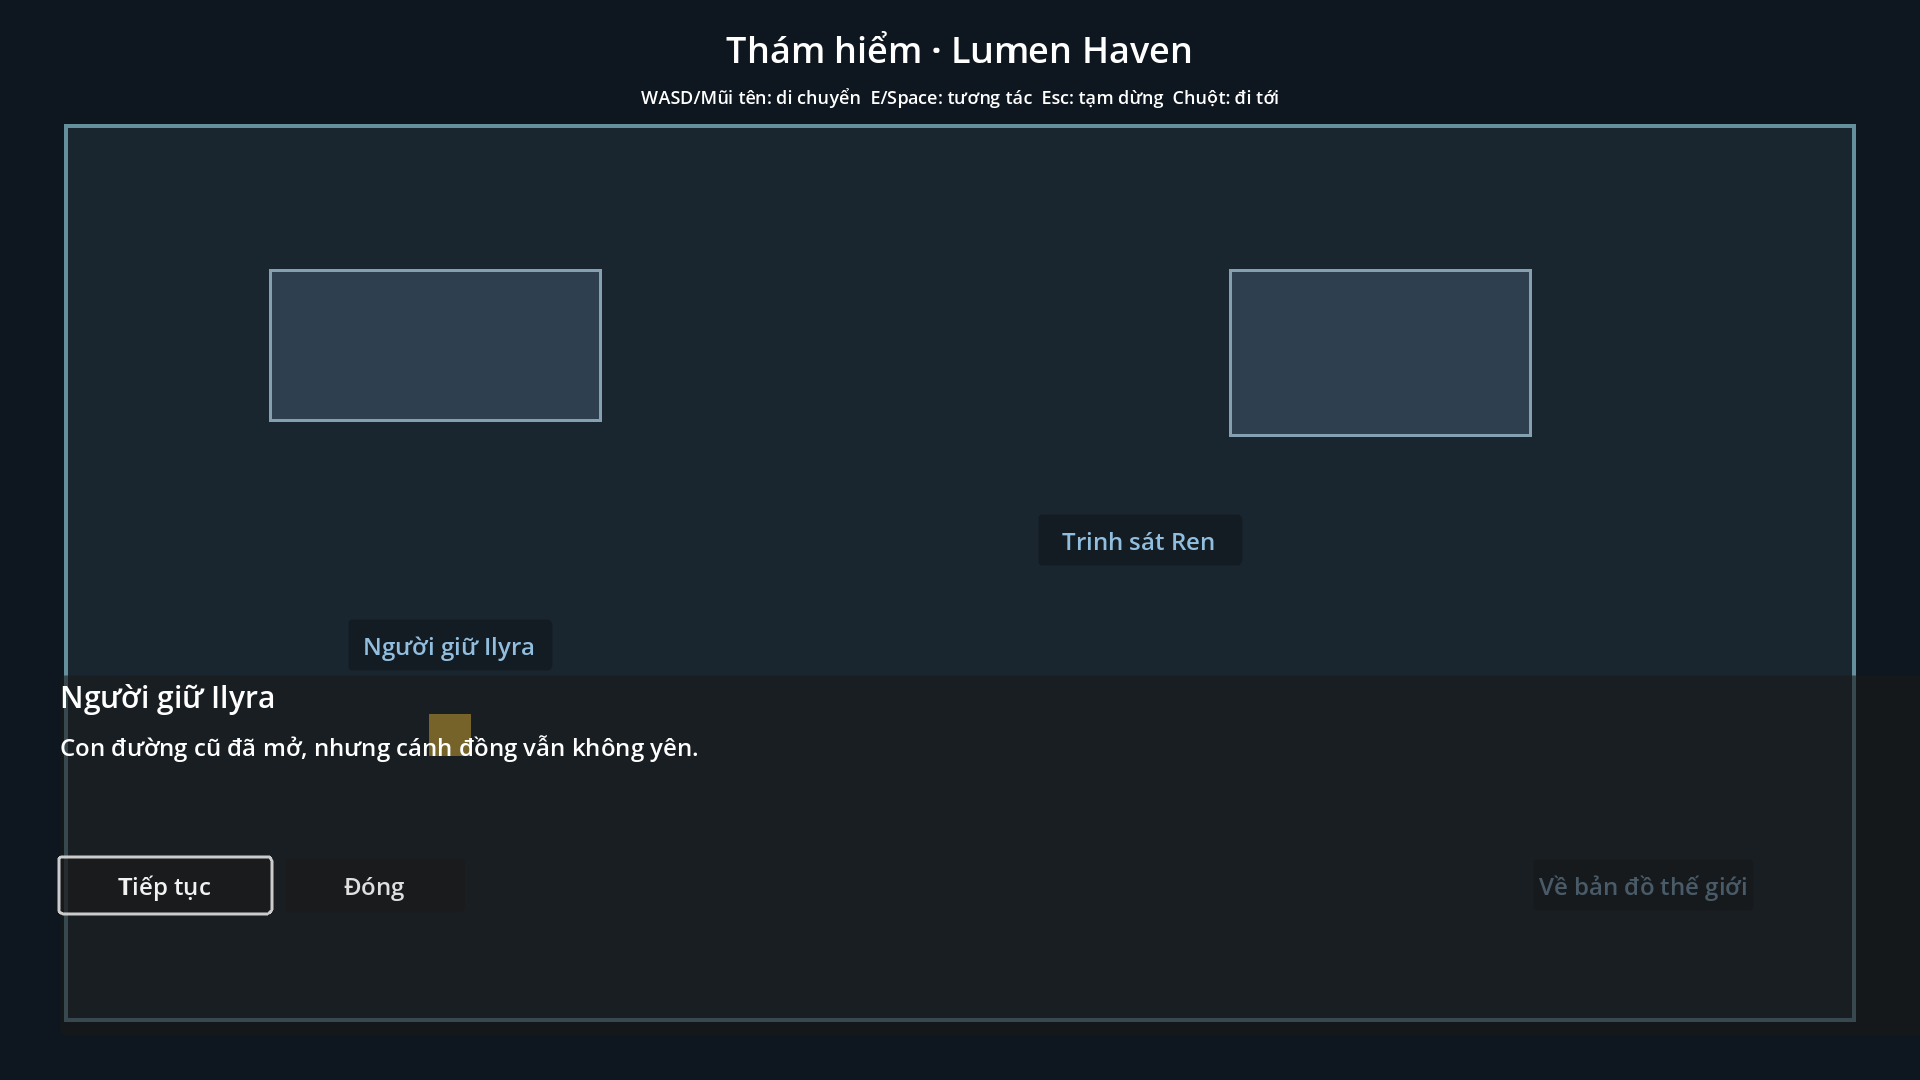 Thám hiểm · Lumen Haven
WASD/Mũi tên: di chuyển E/Space: tương tác Esc: tạm dừng Chuột: đi tới
Trinh sát Ren
Người giữ Ilyra
Người giữ Ilyra
Con đường cũ đã mở, nhưng cánh đồng vẫn không yên.
Tiếp tục
Đóng
Về bản đồ thế giới